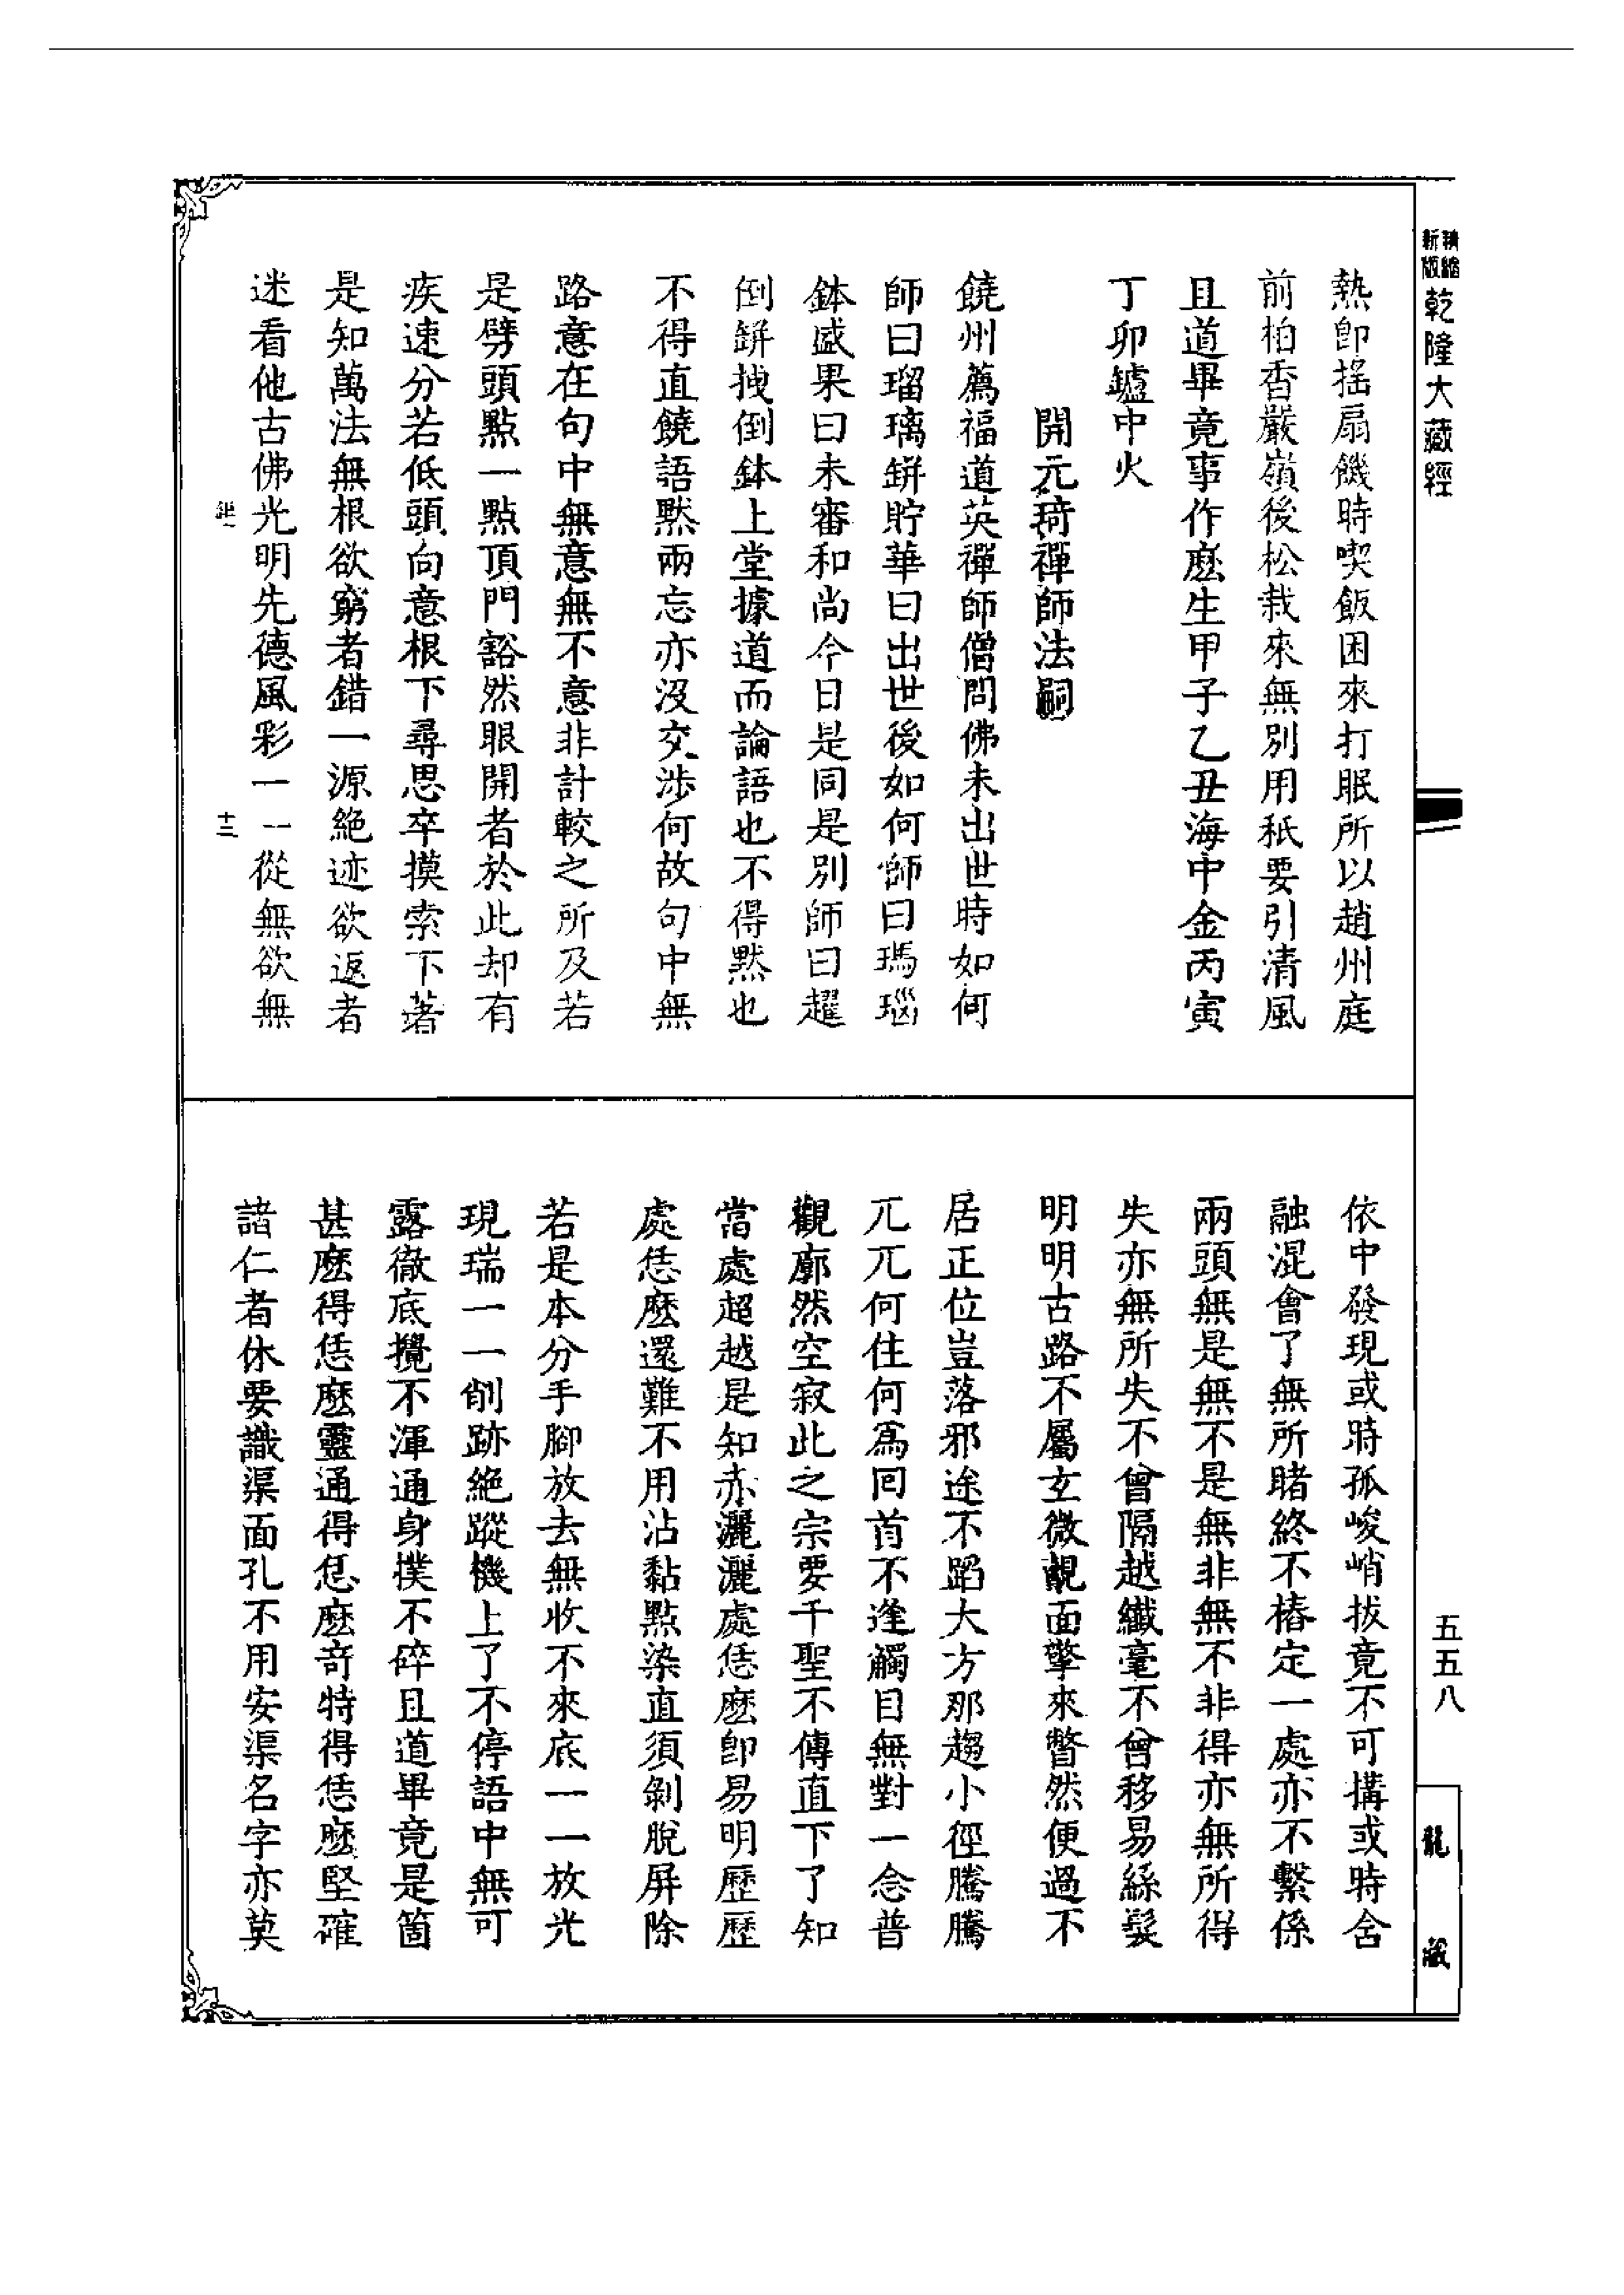 精縮新版乾隆大藏經
熱卽搖扇饑時喫飯困來打眠所以趙州庭
前柏香嚴嶺後松栽來無別用秖要引清風
且道畢竟事作麽生甲子乙丑海中金丙寅
丁卯鑪中火
開元琦禪師法嗣
饒州薦福道英禪師僧問佛未出世時如何
師曰瑠璃缾貯華曰出世後如何師曰瑪瑙
鉢盛果曰未審和尚今日是同是別師曰趯
倒缾拽倒鉢上堂據道而論語也不得黙也
不得直饒語黙兩忘亦沒交涉何故句中無
路意在句中無意無不意非計較之所及若
是劈頭點一點頂門豁然眼開者於此却有
疾速分若低頭向意根下尋思卒摸索下著
是知萬法無根欲窮者錯一源絶迹欲返者
迷看他古佛光明先德風彩一一從無欲無
十三
依中發現或時孤峻峭拔竟不可搆或時含
融混會了無所睹終不樁定一處亦不繫係
兩頭無是無不是無非無不非得亦無所得
失亦無所失不曾隔越纖毫不曾移易絲髮
明明古路不屬玄微覿面擎來瞥然便過不
居正位豈落邪途不蹈大方那趨小徑騰騰
兀兀何住何爲回首不逢觸目無對一念普
觀廓然空寂此之宗要千聖不傳直下了知
當處超越是知赤灑灑處恁麽卽易明歷歷
處恁麽還難不用沾黏點染直須剝脫屏除
若是本分手腳放去無收不來底一一放光
現瑞一一削跡絶蹤機上了不停語中無可
露徹底攪不渾通身撲不碎且道畢竟是箇
甚麽得恁麽靈通得恁麽奇特得恁麽堅確
諸仁者休要識渠面孔不用安渠名字亦莫
五五八
龍藏